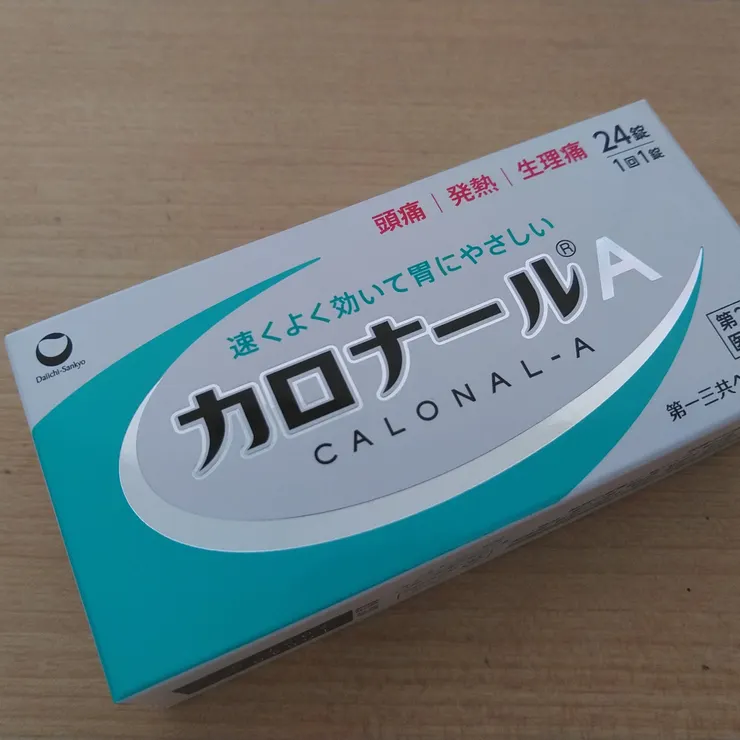 頭痛｜発熱｜生理痛
24錠
1回1錠
速くよく効いて胃にやさしい
カロナール®A
CALONAL-A
Daiichi-Sankyo
第
医
第一三共ヘ